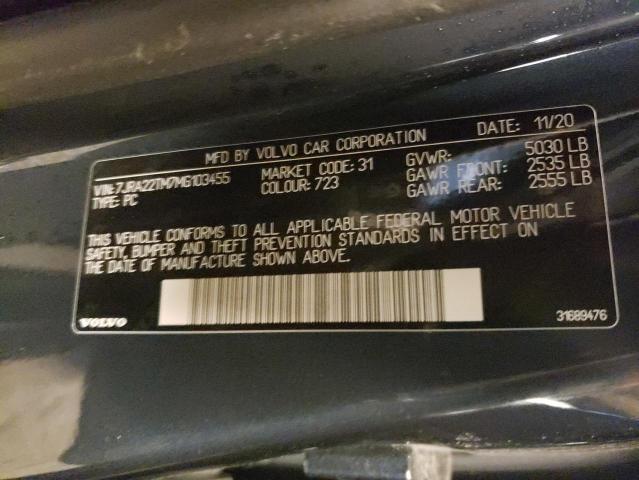 MFD BY VOLVO CAR CORPORATION DATE: 11/20
VIN: 7JRA22TM7MG103455 MARKET CODE: 31 GVWR: 5030 LB
TYPE: PC COLOUR: 723 GAWR FRONT: 2535 LB
GAWR REAR: 2555 LB
THIS VEHICLE CONFORMS TO ALL APPLICABLE FEDERAL MOTOR VEHICLE
SAFETY, BUMPER AND THEFT PREVENTION STANDARDS IN EFFECT ON
THE DATE OF MANUFACTURE SHOWN ABOVE.
VOLVO 31689476